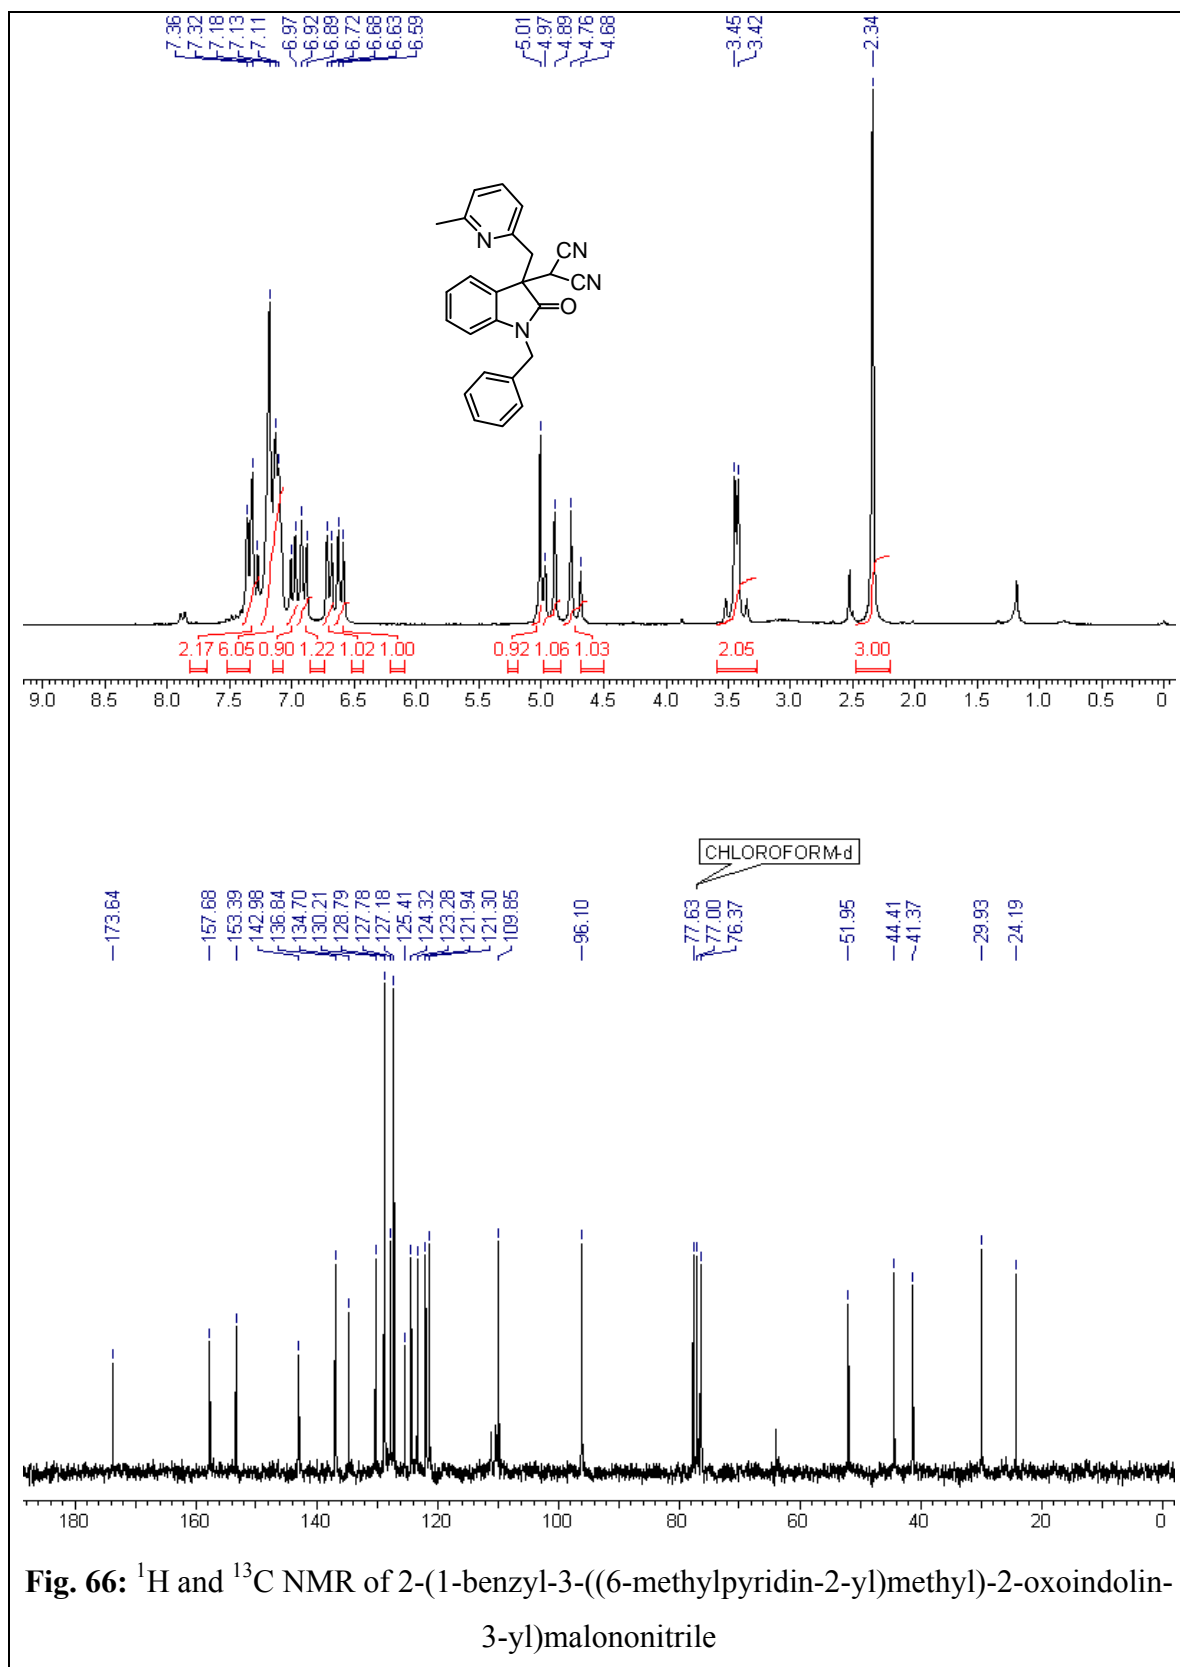 7.36 7.32 7.18 7.13 7.11 6.97 6.92 6.89 6.72 6.68 6.63 6.59 5.01 4.97 4.89 4.76 4.68 3.45 3.42 2.34
CN
N
CN
O
N
2.17 6.05 0.90 1.22 1.02 1.00 0.92 1.06 1.03 2.05 3.00
9.0 8.5 8.0 7.5 7.0 6.5 6.0 5.5 5.0 4.5 4.0 3.5 3.0 2.5 2.0 1.5 1.0 0.5 0
CHLOROFORM-d
173.64 157.68 153.39 142.98 136.84 134.70 130.21 128.79 127.78 127.18 125.41 124.32 123.28 121.94 121.30 109.85 96.10 77.63 77.00 76.37 51.95 44.41 41.37 29.93 24.19
180 160 140 120 100 80 60 40 20 0
Fig. 66: ¹H and ¹³C NMR of 2-(1-benzyl-3-((6-methylpyridin-2-yl)methyl)-2-oxoindolin-
3-yl)malononitrile